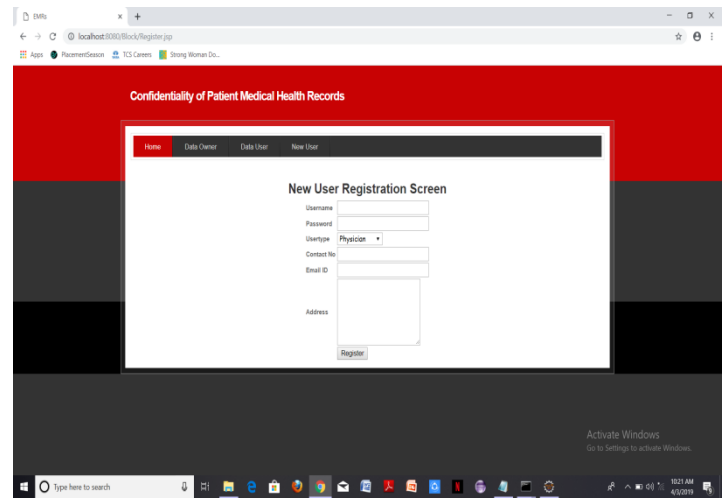 EMRs
localhost:8080/Block/Register.jsp
Apps PlacementSeason TCS Careers Strong Woman Do...
Confidentiality of Patient Medical Health Records
Home Data Owner Data User New User
New User Registration Screen
Username
Password
Usertype Physician
Contact No
Email ID
Address
Register
Activate Windows
Go to Settings to activate Windows.
Type here to search
10:21 AM
4/3/2019